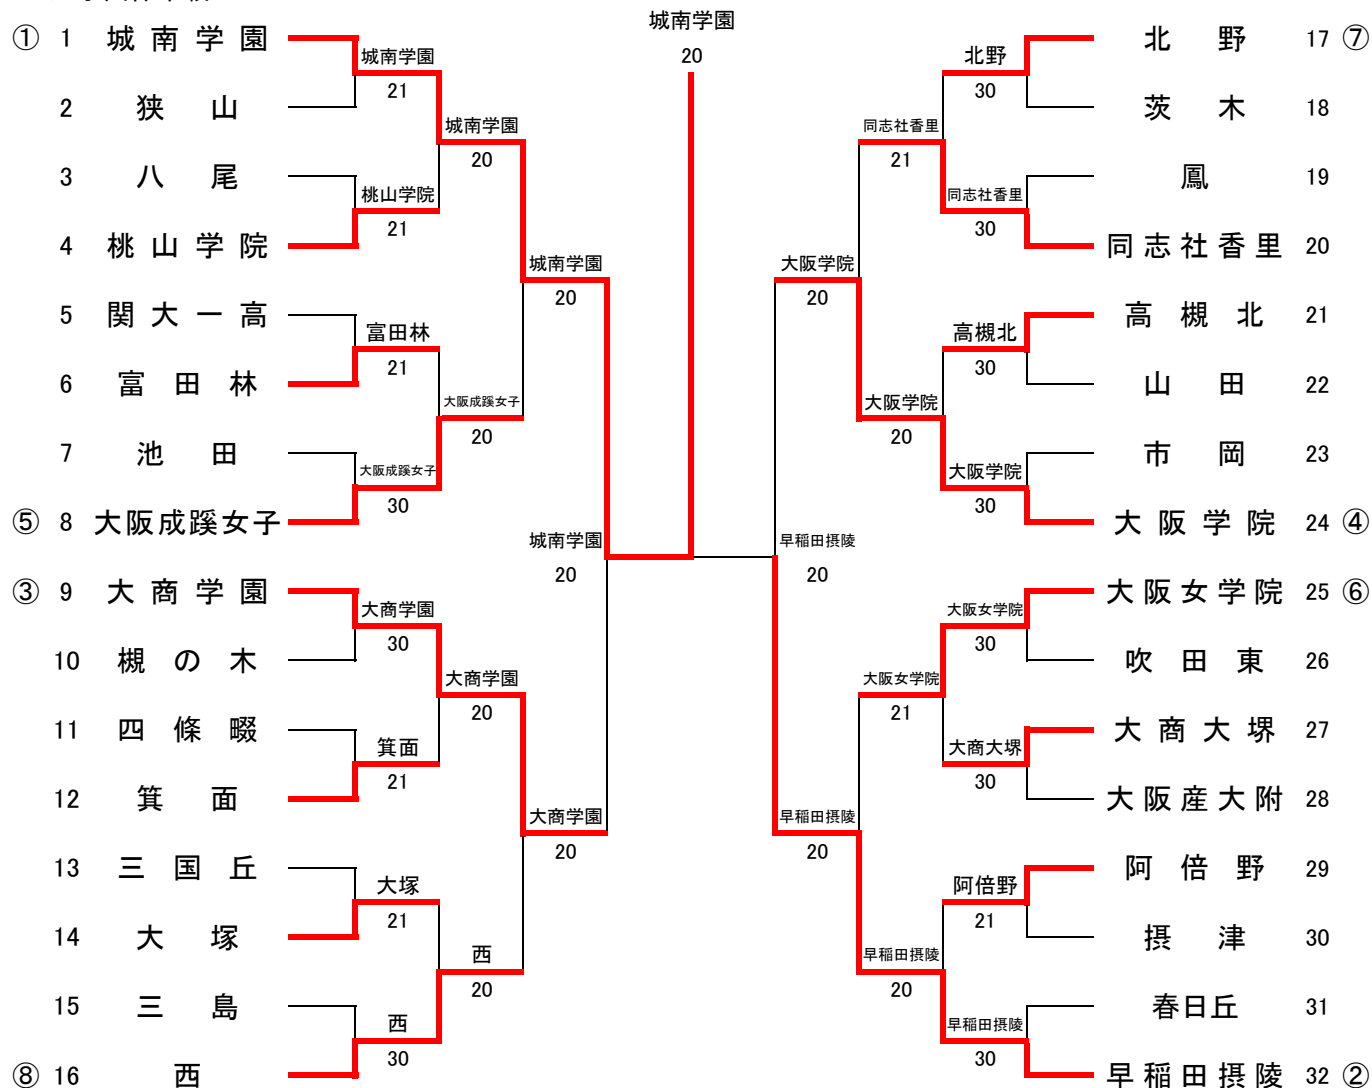 城南学園
20
① 1 城南学園
城南学園
21
2 狭山
城南学園
20
3 八尾
桃山学院
21
4 桃山学院
城南学園
20
5 関大一高
富田林
21
6 富田林
大阪成蹊女子
20
7 池田
大阪成蹊女子
30
⑤ 8 大阪成蹊女子
城南学園
20
③ 9 大商学園
大商学園
30
10 槻の木
大商学園
20
11 四條畷
箕面
21
12 箕面
大商学園
20
13 三国丘
大塚
21
14 大塚
西
20
15 三島
西
30
⑧ 16 西
北野 17 ⑦
北野
30
茨木 18
同志社香里
21
鳳 19
同志社香里
30
同志社香里 20
大阪学院
20
高槻北 21
高槻北
30
山田 22
大阪学院
20
市岡 23
大阪学院
30
大阪学院 24 ④
早稲田摂陵
20
大阪女学院 25 ⑥
大阪女学院
30
吹田東 26
大阪女学院
21
大商大堺 27
大商大堺
30
大阪産大附 28
早稲田摂陵
20
阿倍野 29
阿倍野
21
摂津 30
早稲田摂陵
20
春日丘 31
早稲田摂陵
30
早稲田摂陵 32 ②